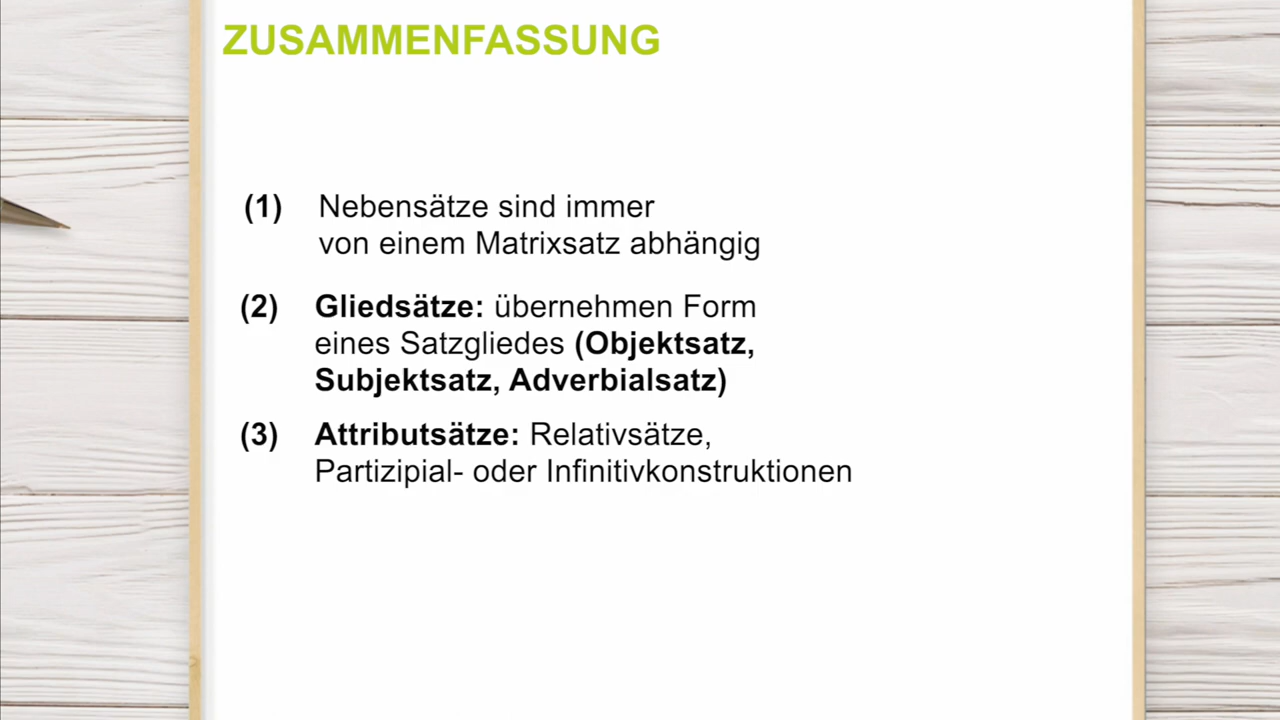 ZUSAMMENFASSUNG
(1) Nebensätze sind immer
von einem Matrixsatz abhängig
(2) Gliedsätze: übernehmen Form
eines Satzgliedes (Objektsatz,
Subjektsatz, Adverbialsatz)
(3) Attributsätze: Relativsätze,
Partizipial- oder Infinitivkonstruktionen